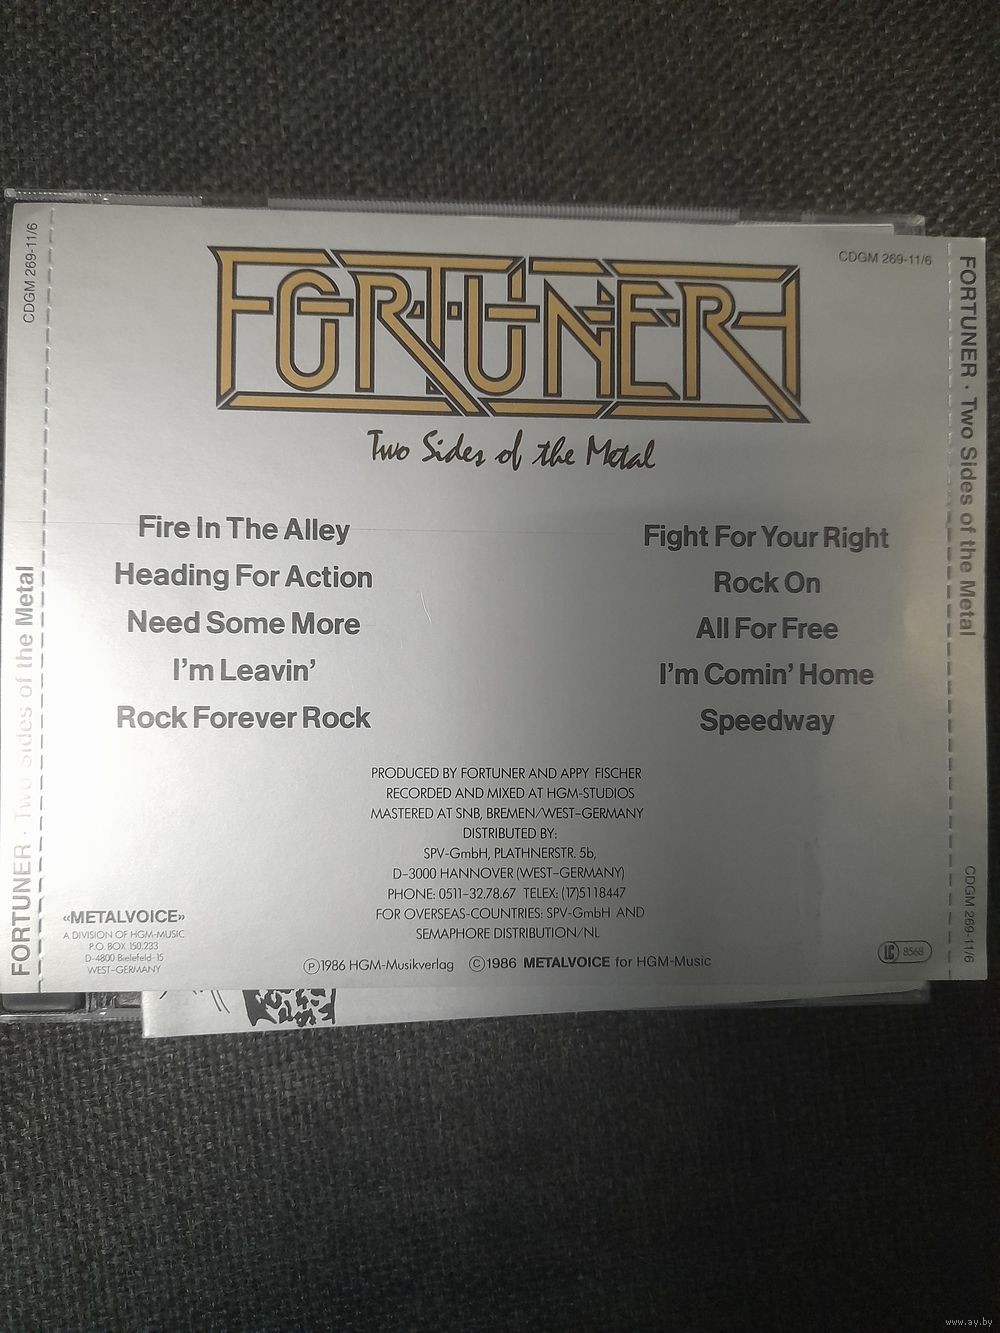 CDGM 269-11/6
FORTUNER · Two Sides of the Metal
FORTUNER
CDGM 269-11/6
Two Sides of the Metal
Fire In The Alley
Heading For Action
Need Some More
I'm Leavin'
Rock Forever Rock
Fight For Your Right
Rock On
All For Free
I'm Comin' Home
Speedway
PRODUCED BY FORTUNER AND APPY FISCHER
RECORDED AND MIXED AT HGM-STUDIOS
MASTERED AT SNB, BREMEN/WEST-GERMANY
DISTRIBUTED BY:
SPV-GmbH, PLATHNERSTR. 5b,
D-3000 HANNOVER (WEST-GERMANY)
PHONE: 0511-32.78.67 TELEX: (17)5118447
FOR OVERSEAS-COUNTRIES: SPV-GmbH AND
SEMAPHORE DISTRIBUTION/NL
«METALVOICE»
A DIVISION OF HGM-MUSIC
P.O. BOX 150.233
D-4800 Bielefeld-15
WEST-GERMANY
Ⓟ1986 HGM-Musikverlag ©1986 METALVOICE for HGM-Music
LC 8568
FORTUNER · Two Sides of the Metal
CDGM 269-11/6
www.ay.by